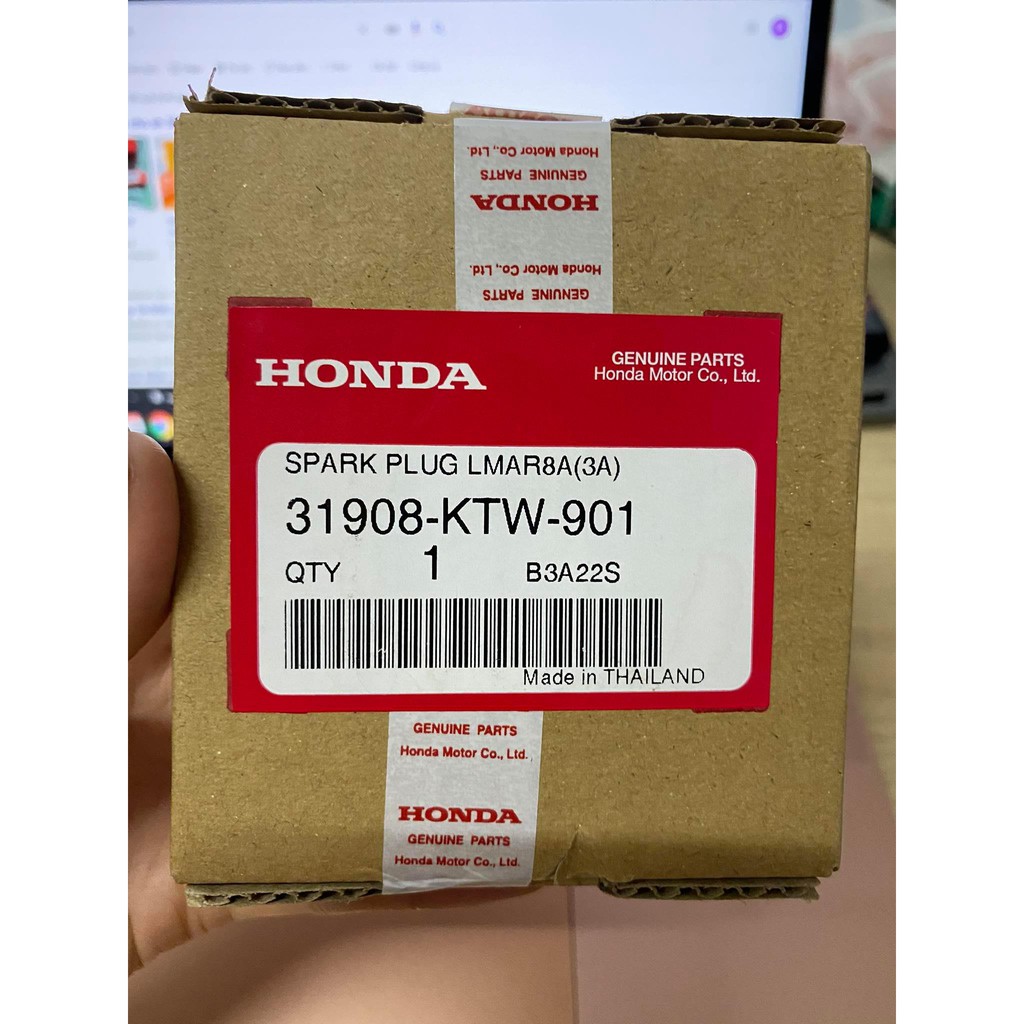 Honda Motor Co., Ltd.
GENUINE PARTS
HONDA
Honda Motor Co., Ltd.
GENUINE PARTS
HONDA
GENUINE PARTS
Honda Motor Co., Ltd.
SPARK PLUG LMAR8A(3A)
31908-KTW-901
QTY 1 B3A22S
Made in THAILAND
GENUINE PARTS
Honda Motor Co., Ltd.
HONDA
GENUINE PARTS
Honda Motor Co., Ltd.